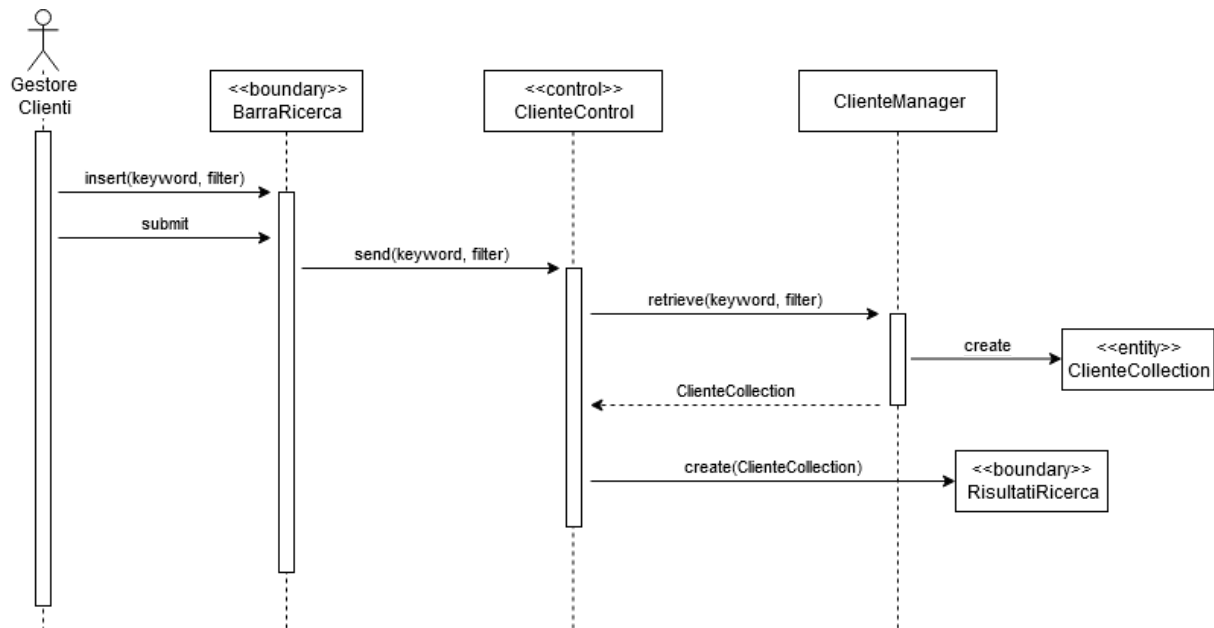 Gestore
Clienti
<<boundary>>
BarraRicerca
<<control>>
ClienteControl
ClienteManager
insert(keyword, filter)
submit
send(keyword, filter)
retrieve(keyword, filter)
create
<<entity>>
ClienteCollection
ClienteCollection
create(ClienteCollection)
<<boundary>>
RisultatiRicerca